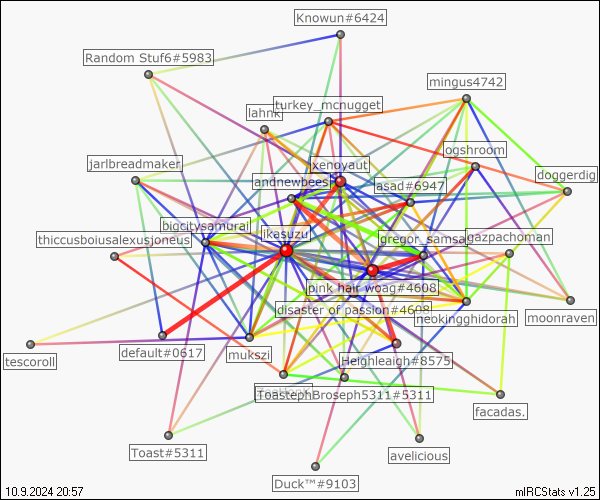 Knowun#6424
Random Stuf6#5983
mingus4742
turkey_mcnugget
lahnk
ogshroom
jarlbreadmaker
xenoyaut
doggerdig
andnewbees
asad#6947
bigcitysamurai
ikasuzu
thiccusboiusalexusjoneus
gregor_samsa
gazpachoman
pink hair woag#4608
disaster of passion#4608
neokingghidorah
moonraven
default#0617
mukszi
tescoroll
Heighleaigh#8575
ToastephBroseph5311#5311
facadas.
Toast#5311
avelicious
Duck™#9103
10.9.2024 20:57
mIRCStats v1.25